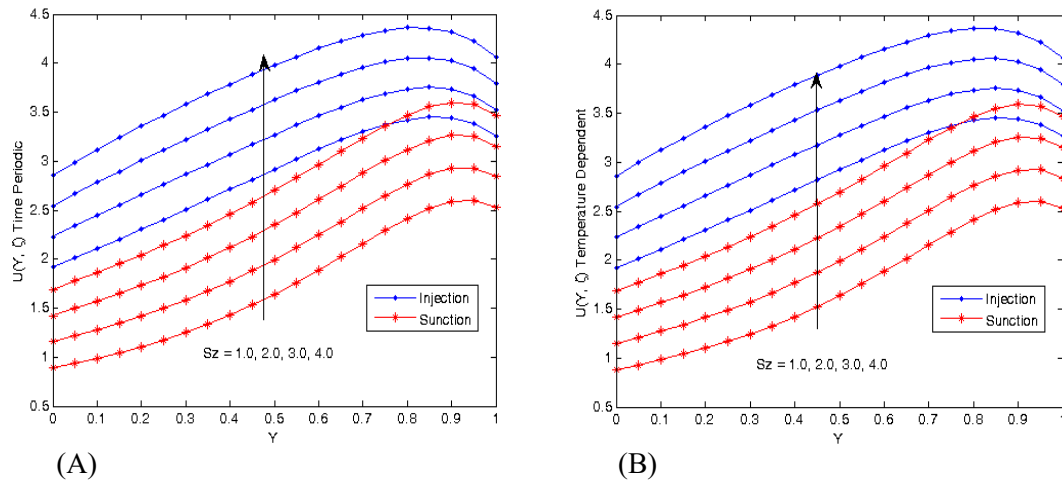 4.5
4
3.5
3
2.5
2
1.5
1
0.5
U(Y, ζ) Time Periodic
Injection
Sunction
Sz = 1.0, 2.0, 3.0, 4.0
0 0.1 0.2 0.3 0.4 0.5 0.6 0.7 0.8 0.9 1
Y
(A)
4.5
4
3.5
3
2.5
2
1.5
1
0.5
U(Y, ζ) Temperature Dependent
Injection
Sunction
Sz = 1.0, 2.0, 3.0, 4.0
0 0.1 0.2 0.3 0.4 0.5 0.6 0.7 0.8 0.9
Y
(B)